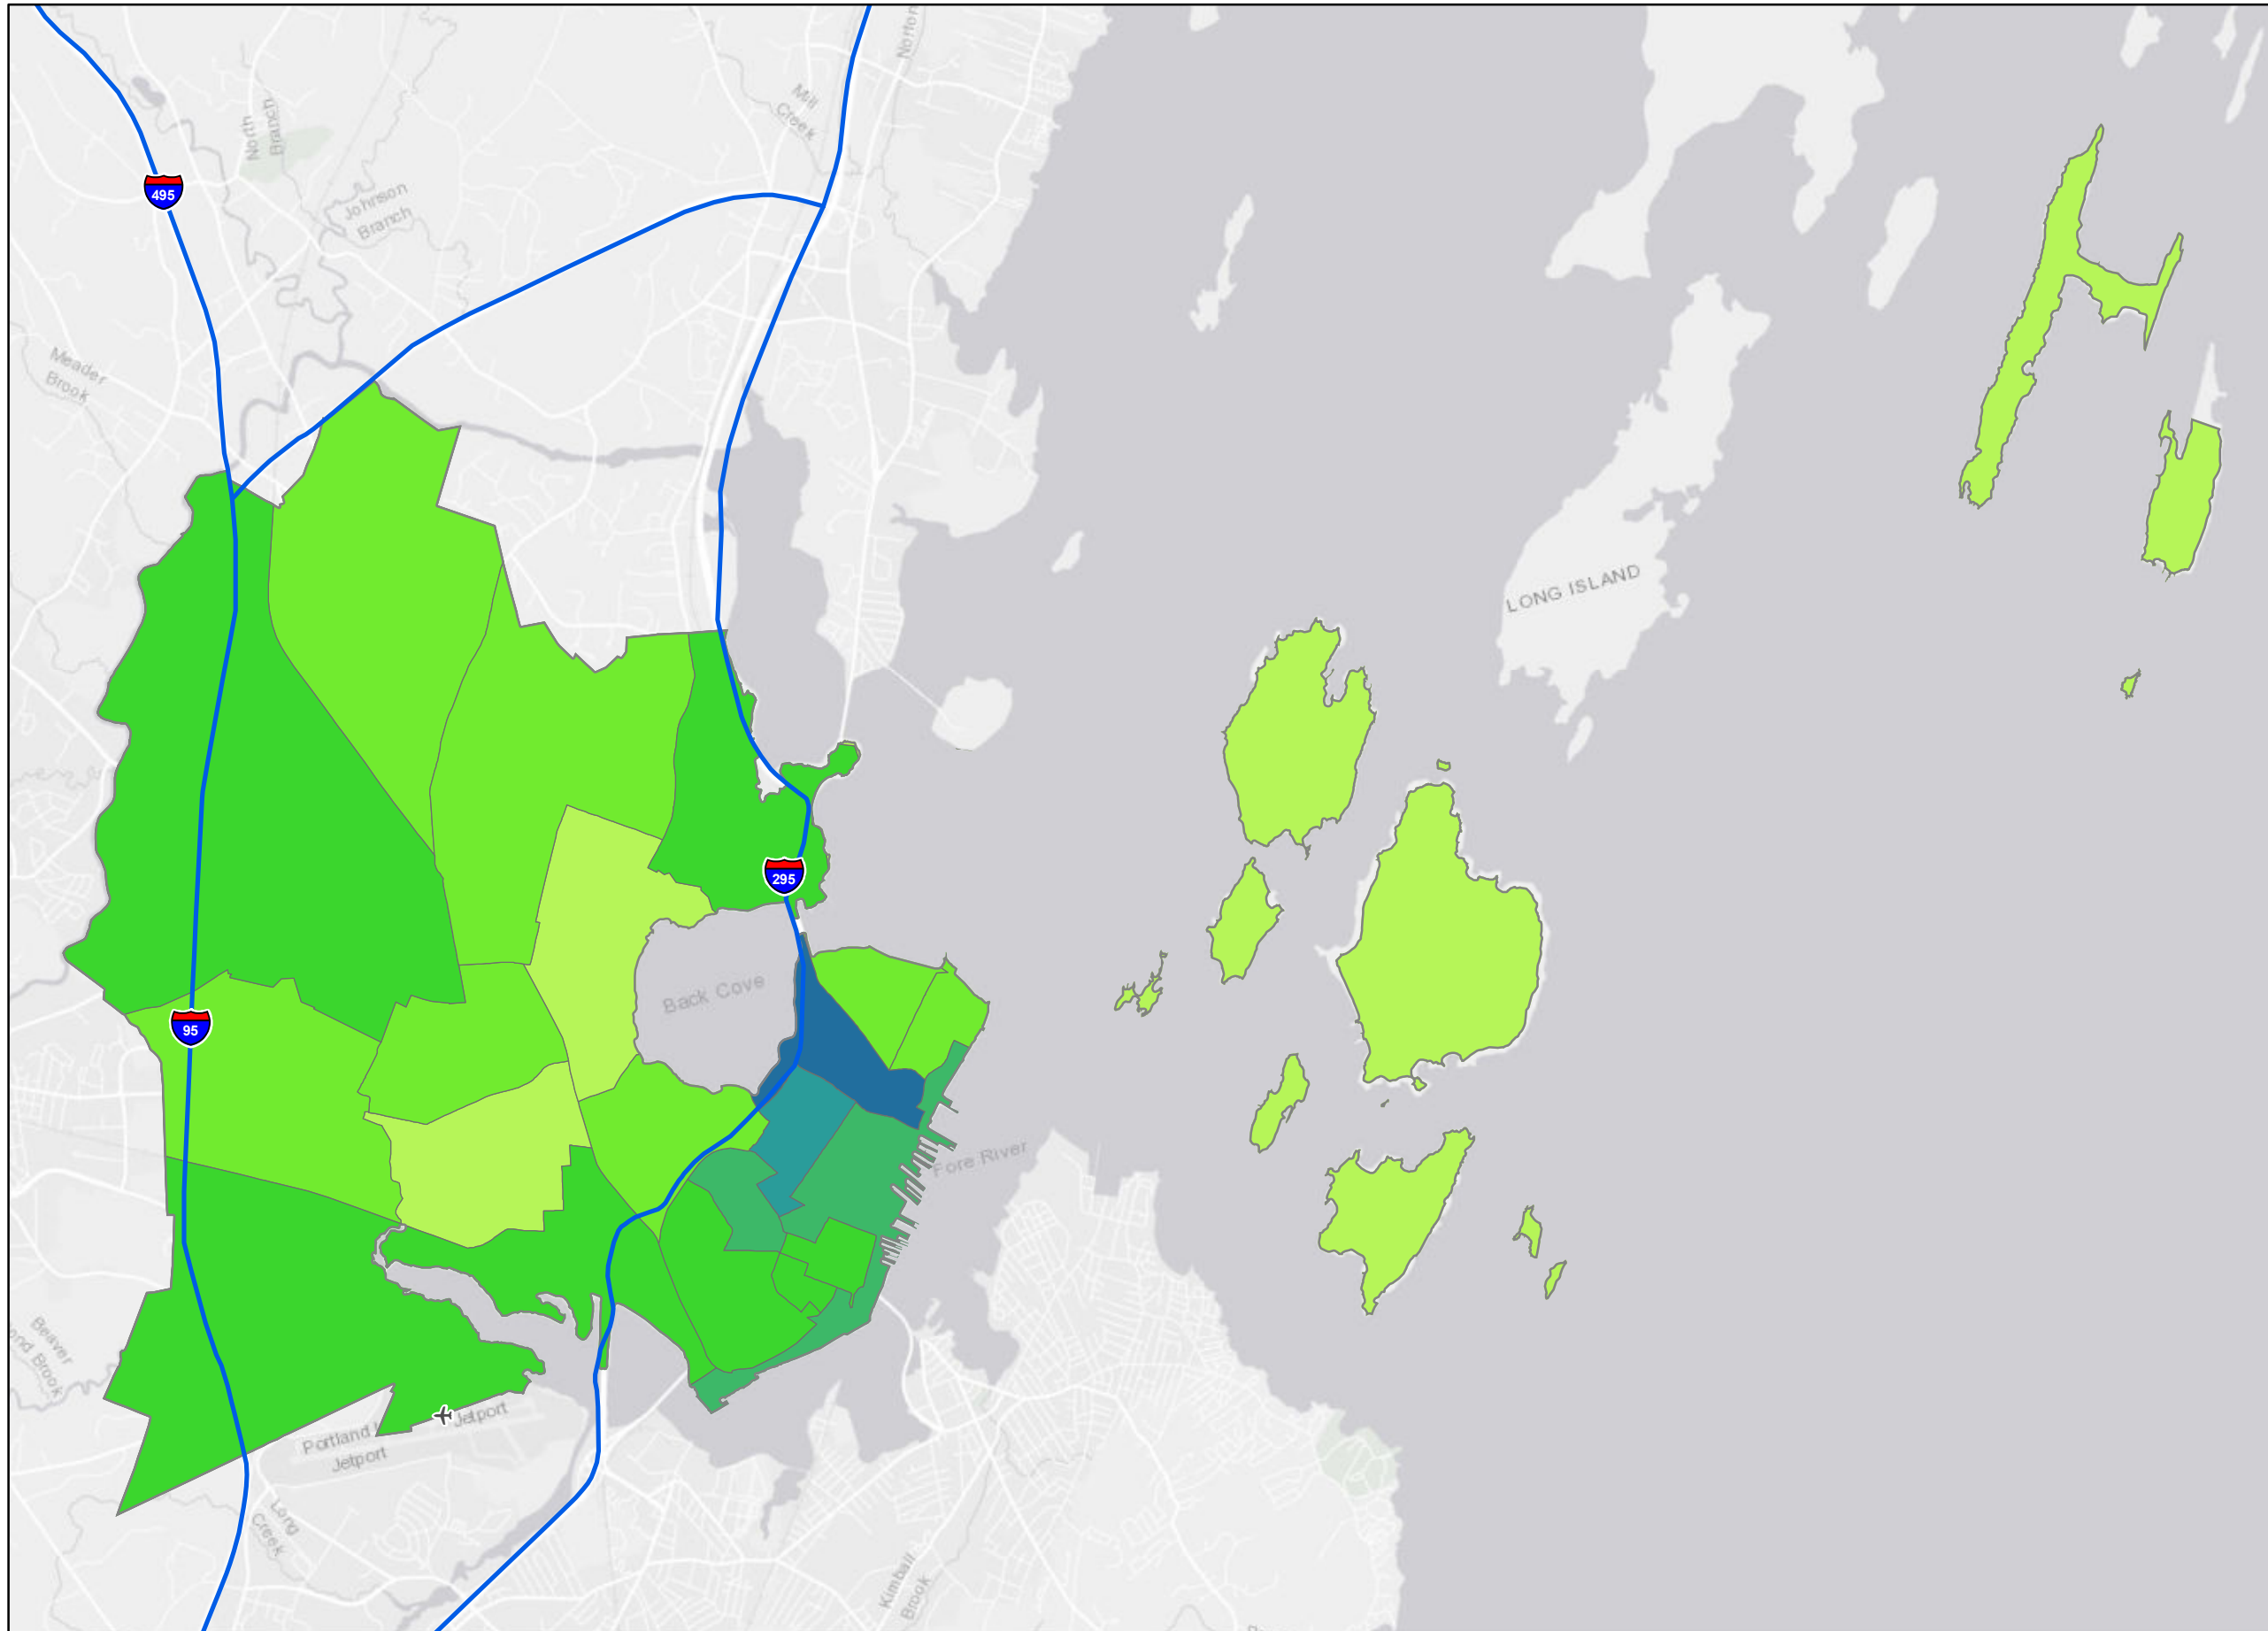 Norton
Mill
Creek
North
Branch
495
Johnson
Branch
Meader
Brook
LONG ISLAND
295
Back Cove
95
Fore River
Beaver
ond Brook
Jetport
Portland I
Jetport
Long
Creek
Kimball
Brook